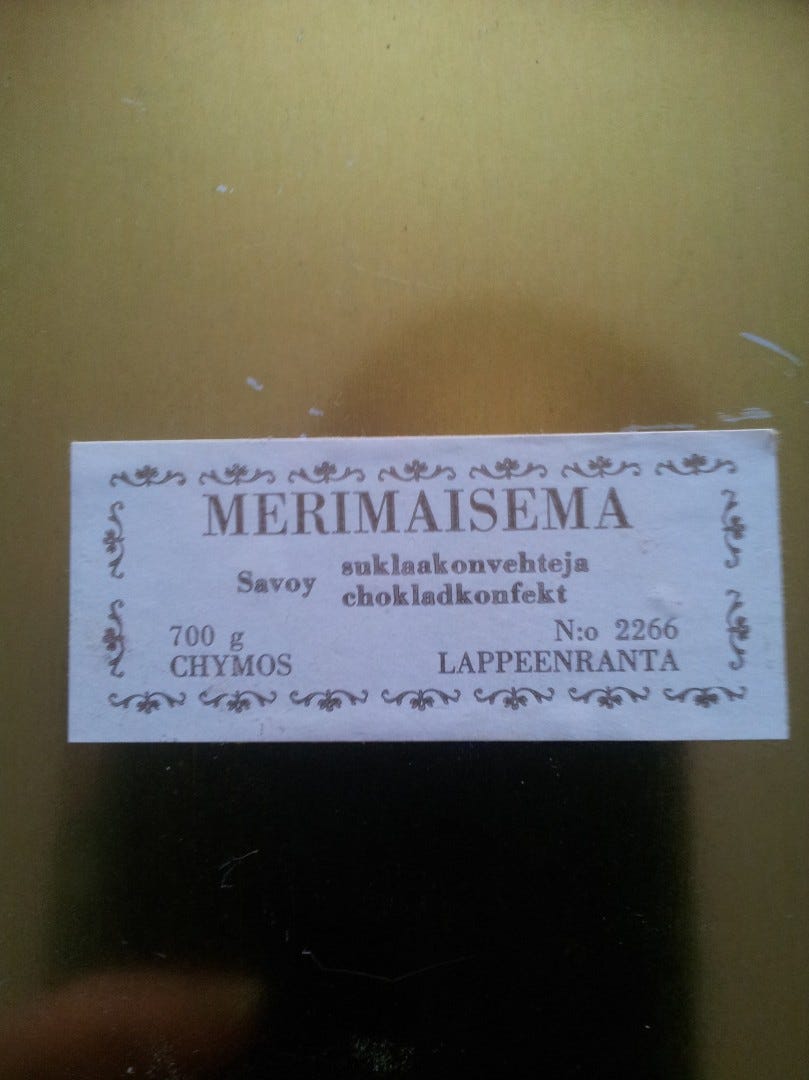 MERIMAISEMA
Savoy suklaakonvehteja
chokladkonfekt
700 g N:o 2266
CHYMOS LAPPEENRANTA